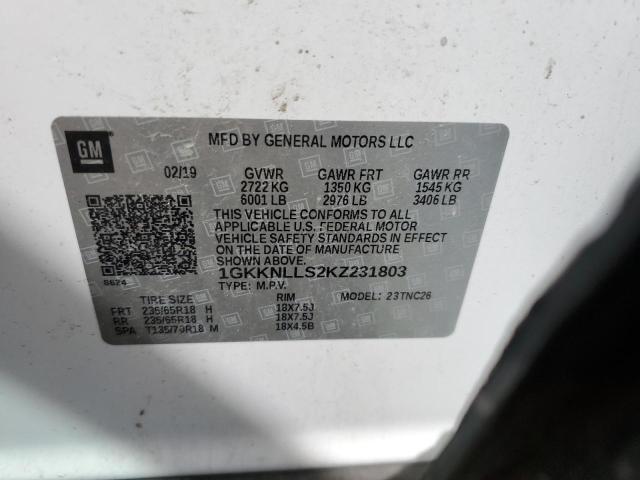 GM
MFD BY GENERAL MOTORS LLC
02/19 GVWR GAWR FRT GAWR RR
2722 KG 1350 KG 1545 KG
6001 LB 2976 LB 3406 LB
THIS VEHICLE CONFORMS TO ALL
APPLICABLE U.S. FEDERAL MOTOR
VEHICLE SAFETY STANDARDS IN EFFECT
ON THE DATE OF MANUFACTURE
SHOWN ABOVE.
8624 1GKKNLLS2KZ231803
TYPE: M.P.V. MODEL: 23TNC26
TIRE SIZE RIM
FRT 235/65R18 H 18X7.5J
RR 235/65R18 H 18X7.5J
SPA T135/70R18 M 18X4.5B